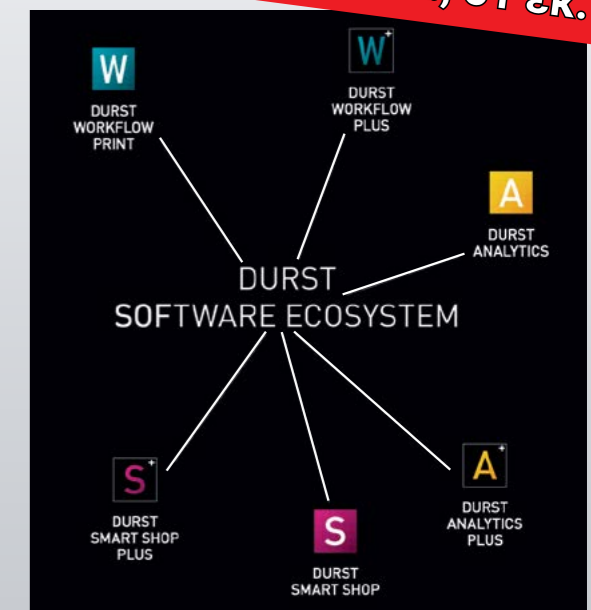 W
DURST
WORKFLOW
PRINT
W+
DURST
WORKFLOW
PLUS
A
DURST
ANALYTICS
DURST
SOFTWARE ECOSYSTEM
S+
DURST
SMART SHOP
PLUS
S
DURST
SMART SHOP
A+
DURST
ANALYTICS
PLUS